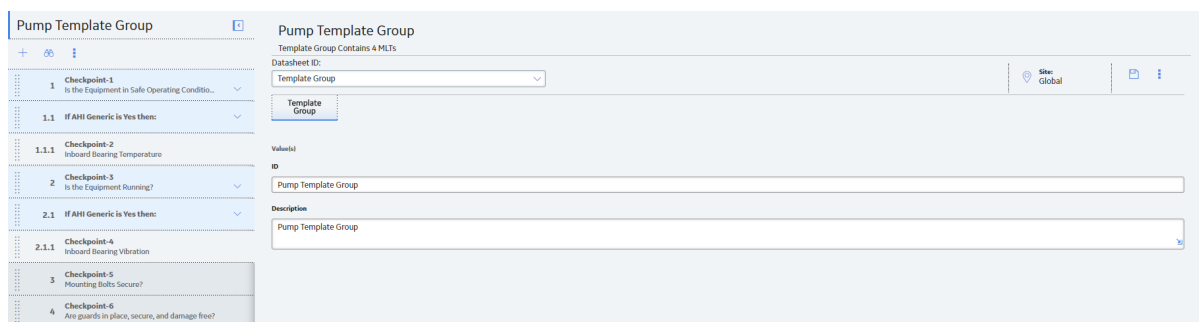 Pump Template Group
1
Checkpoint-1
Is the Equipment in Safe Operating Conditio...
1.1 If AHI Generic is Yes then:
1.1.1
Checkpoint-2
Inboard Bearing Temperature
2
Checkpoint-3
Is the Equipment Running?
2.1 If AHI Generic is Yes then:
2.1.1
Checkpoint-4
Inboard Bearing Vibration
3
Checkpoint-5
Mounting Bolts Secure?
4
Checkpoint-6
Are guards in place, secure, and damage free?
Pump Template Group
Template Group Contains 4 MLTs
Datasheet ID:
Template Group
Site:
Global
Template
Group
Value(s)
ID
Pump Template Group
Description
Pump Template Group